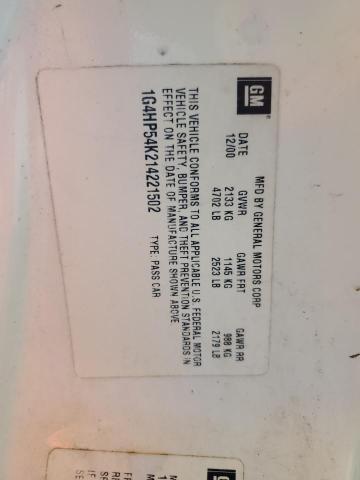 GM
MFD BY GENERAL MOTORS CORP
DATE GVWR GAWR FRT GAWR RR
12/00 2133 KG 1145 KG 988 KG
4702 LB 2523 LB 2179 LB
THIS VEHICLE CONFORMS TO ALL APPLICABLE U.S. FEDERAL MOTOR
VEHICLE SAFETY, BUMPER, AND THEFT PREVENTION STANDARDS IN
EFFECT ON THE DATE OF MANUFACTURE SHOWN ABOVE.
1G4HP54K214221502 TYPE: PASS CAR
GM